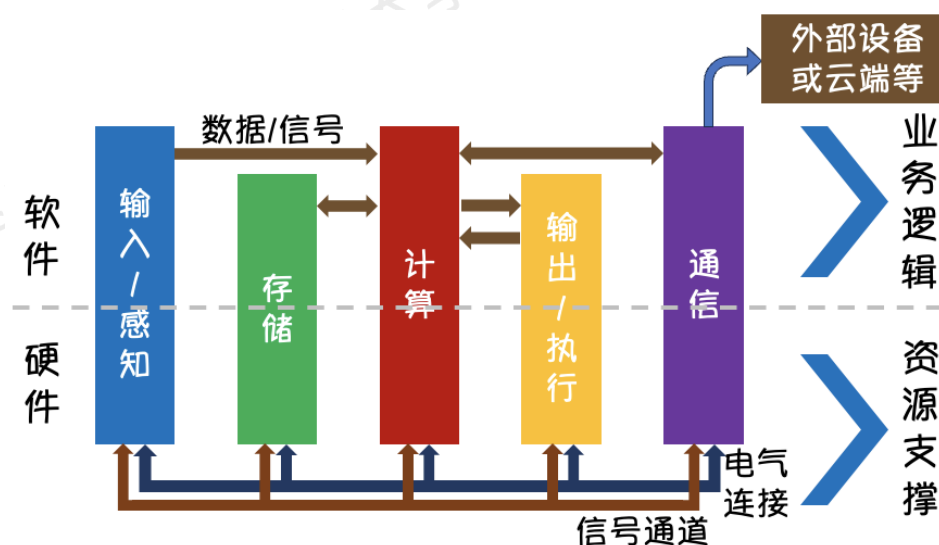 外部设备
或云端等
数据/信号
软件
硬件
输入/感知
存储
计算
输出/执行
通信
业务逻辑
资源支撑
电气
连接
信号通道